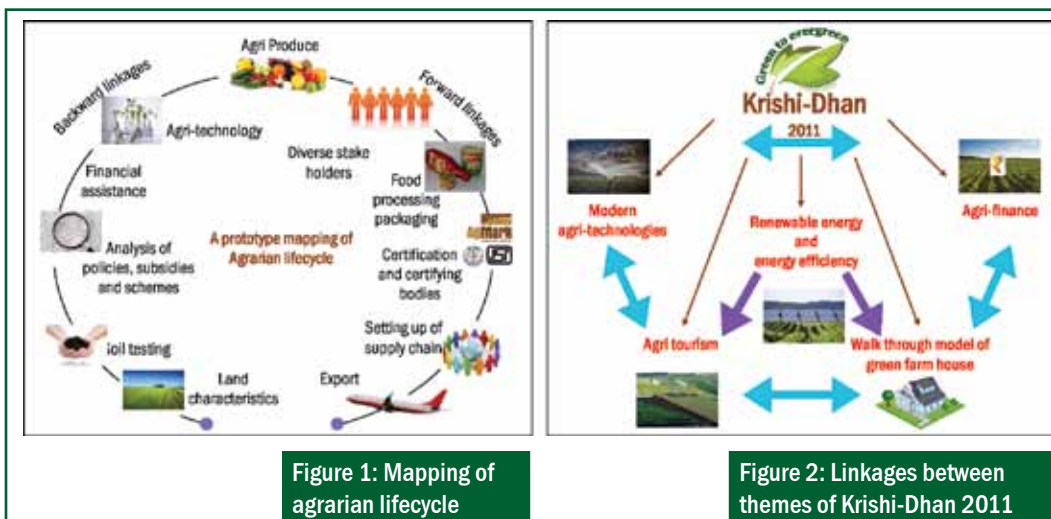 Agri Produce
Backward linkages
Forward linkages
Agri-technology
Diverse stake
holders
Financial
assistance
Food
processing
packaging
Agmark
A prototype mapping of
Agrarian lifecycle
Analysis of
policies, subsidies
and schemes
Certification
and certifying
bodies
ISI
Setting up of
supply chain
Soil testing
Land
characteristics
Export
Figure 1: Mapping of
agrarian lifecycle
Green to evergreen
Krishi-Dhan
2011
Modern
agri-technologies
Renewable energy
and
energy efficiency
Agri-finance
Agri tourism
Walk through model of
green farm house
Figure 2: Linkages between
themes of Krishi-Dhan 2011